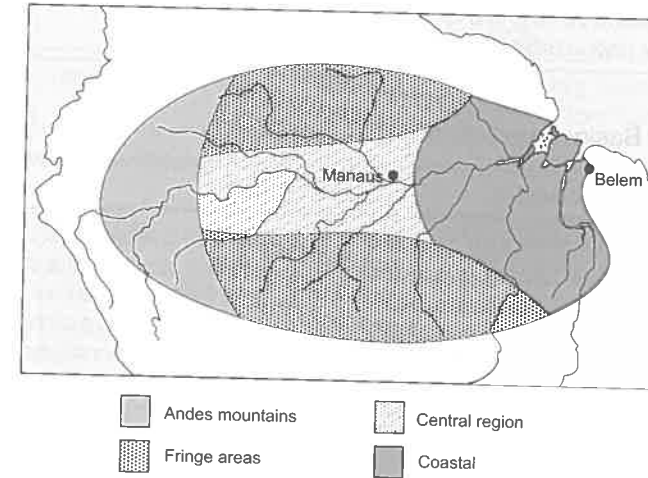 Manaus
Belem
Andes mountains
Central region
Fringe areas
Coastal